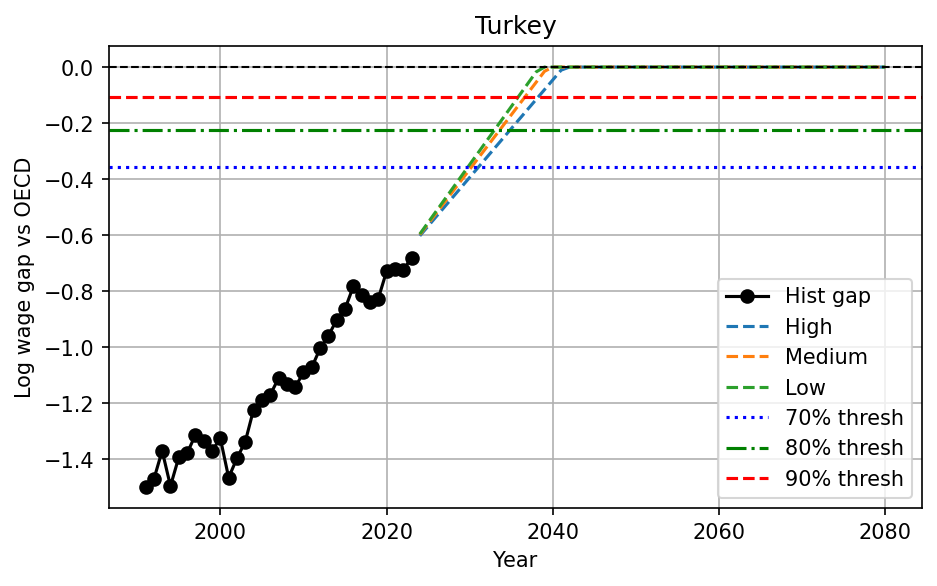 Turkey
Log wage gap vs OECD
0.0
−0.2
−0.4
−0.6
−0.8
−1.0
−1.2
−1.4
Hist gap
High
Medium
Low
70% thresh
80% thresh
90% thresh
2000 2020 2040 2060 2080
Year